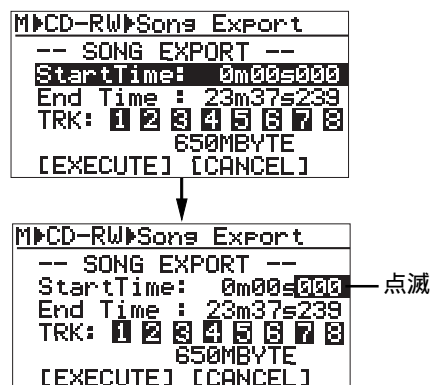 M▶CD-RW▶Song Export
-- SONG EXPORT --
StartTime: 0m00s000
End Time : 23m37s239
TRK: 1 2 3 4 5 6 7 8
650MBYTE
[EXECUTE] [CANCEL]
M▶CD-RW▶Song Export
-- SONG EXPORT --
StartTime: 0m00s000
点滅
End Time : 23m37s239
TRK: 1 2 3 4 5 6 7 8
650MBYTE
[EXECUTE] [CANCEL]